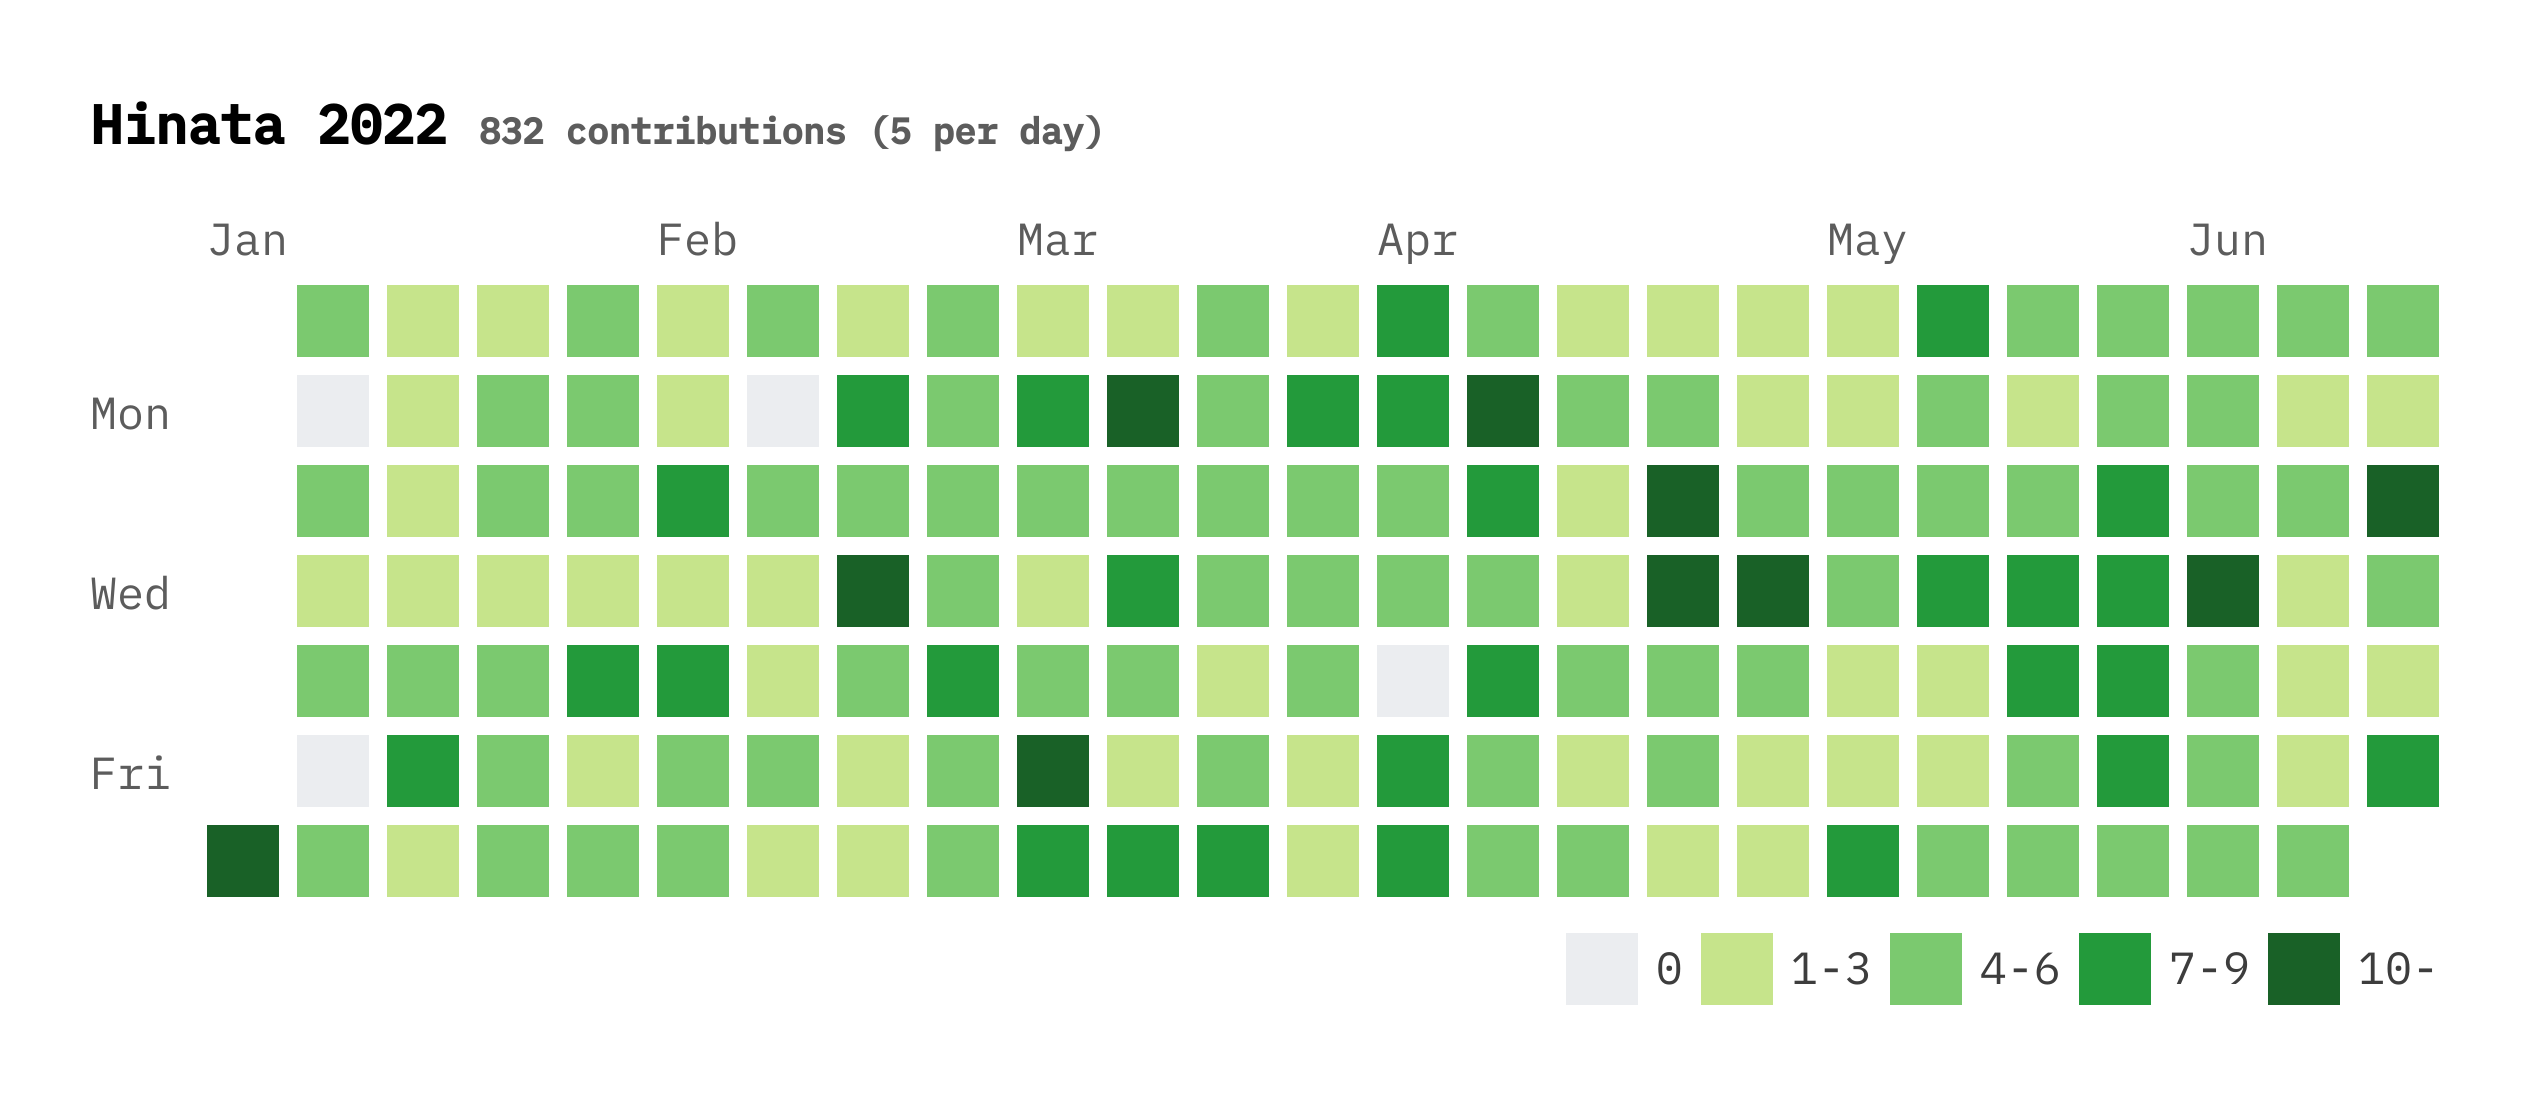 Hinata 2022 832 contributions (5 per day)
Jan Feb Mar Apr May Jun
Mon
Wed
Fri
0 1-3 4-6 7-9 10-